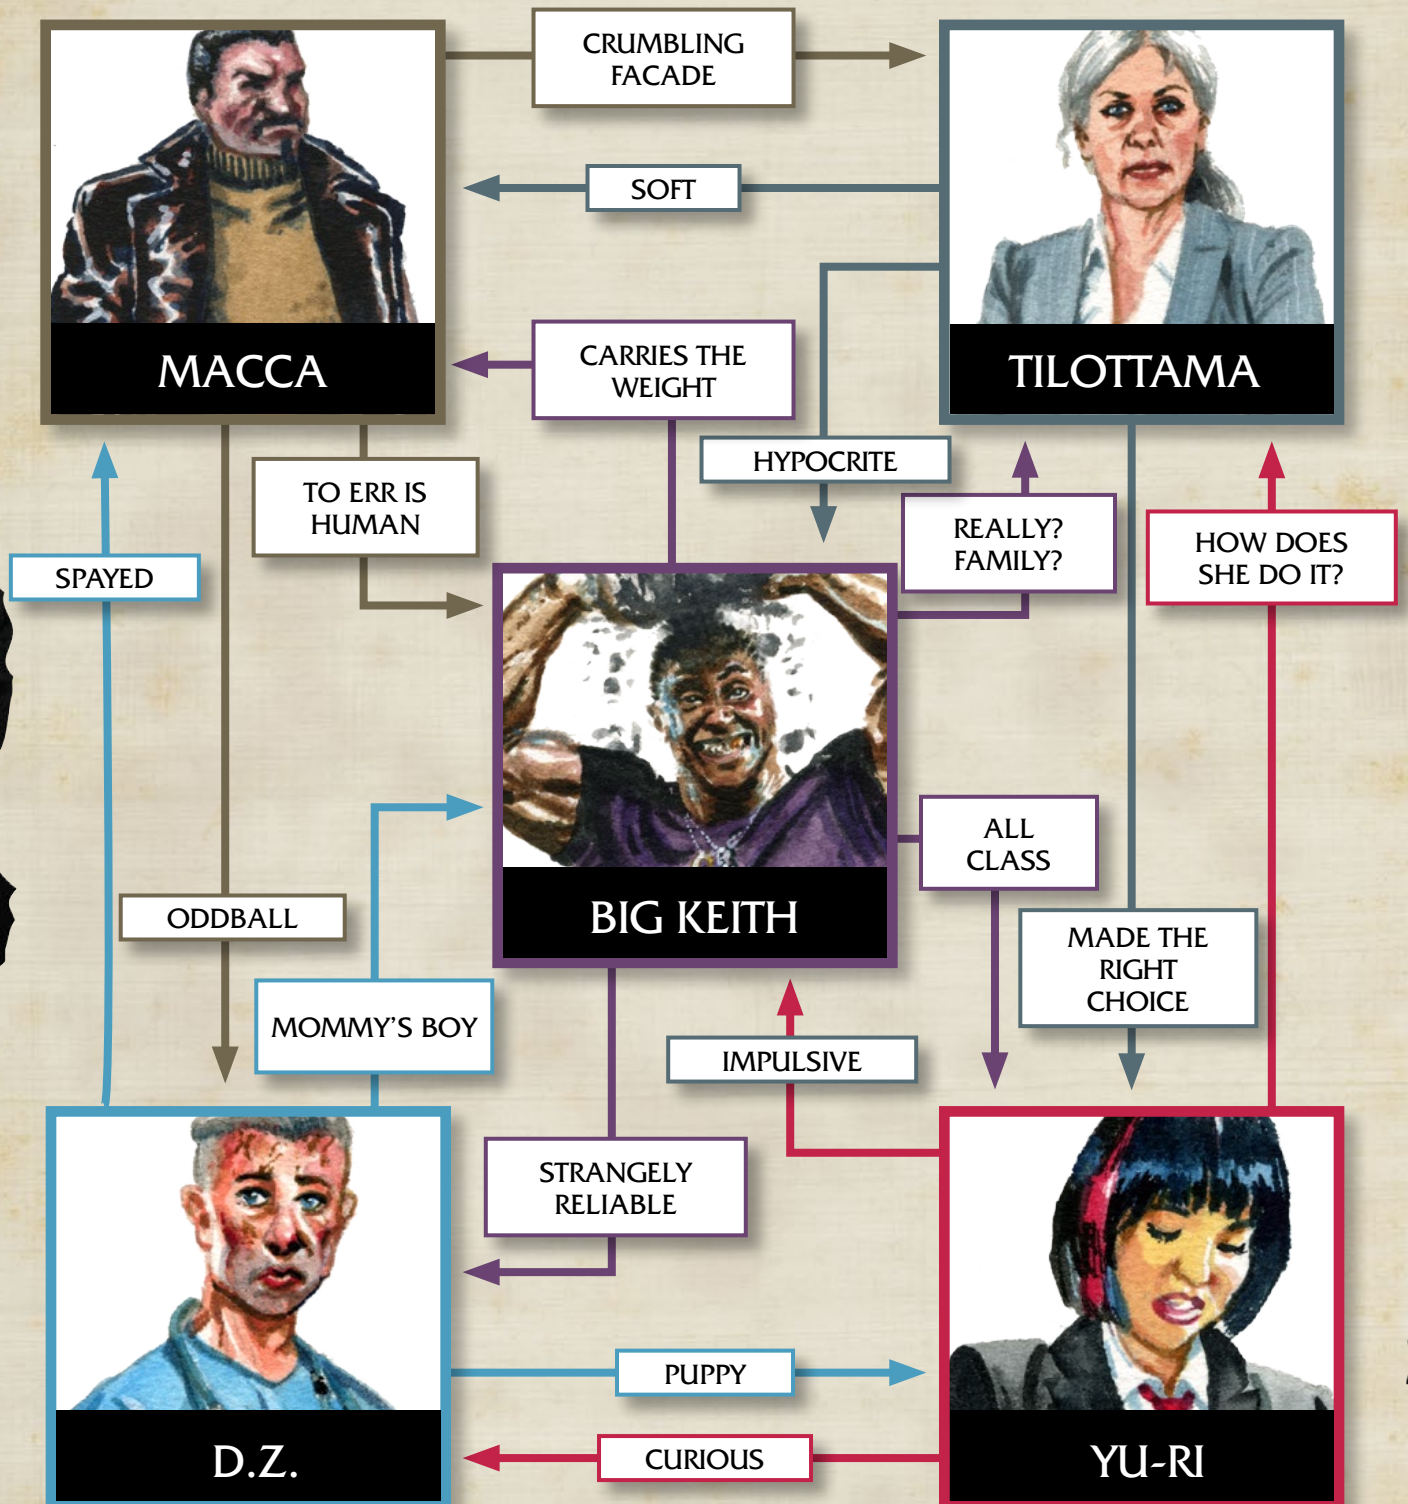 CRUMBLING
FACADE
SOFT
MACCA
CARRIES THE
WEIGHT
TILOTTAMA
HYPOCRITE
TO ERR IS
HUMAN
REALLY?
FAMILY?
HOW DOES
SHE DO IT?
SPAYED
ALL
CLASS
ODDBALL
BIG KEITH
MADE THE
RIGHT
CHOICE
MOMMY'S BOY
IMPULSIVE
STRANGELY
RELIABLE
PUPPY
D.Z.
CURIOUS
YU-RI